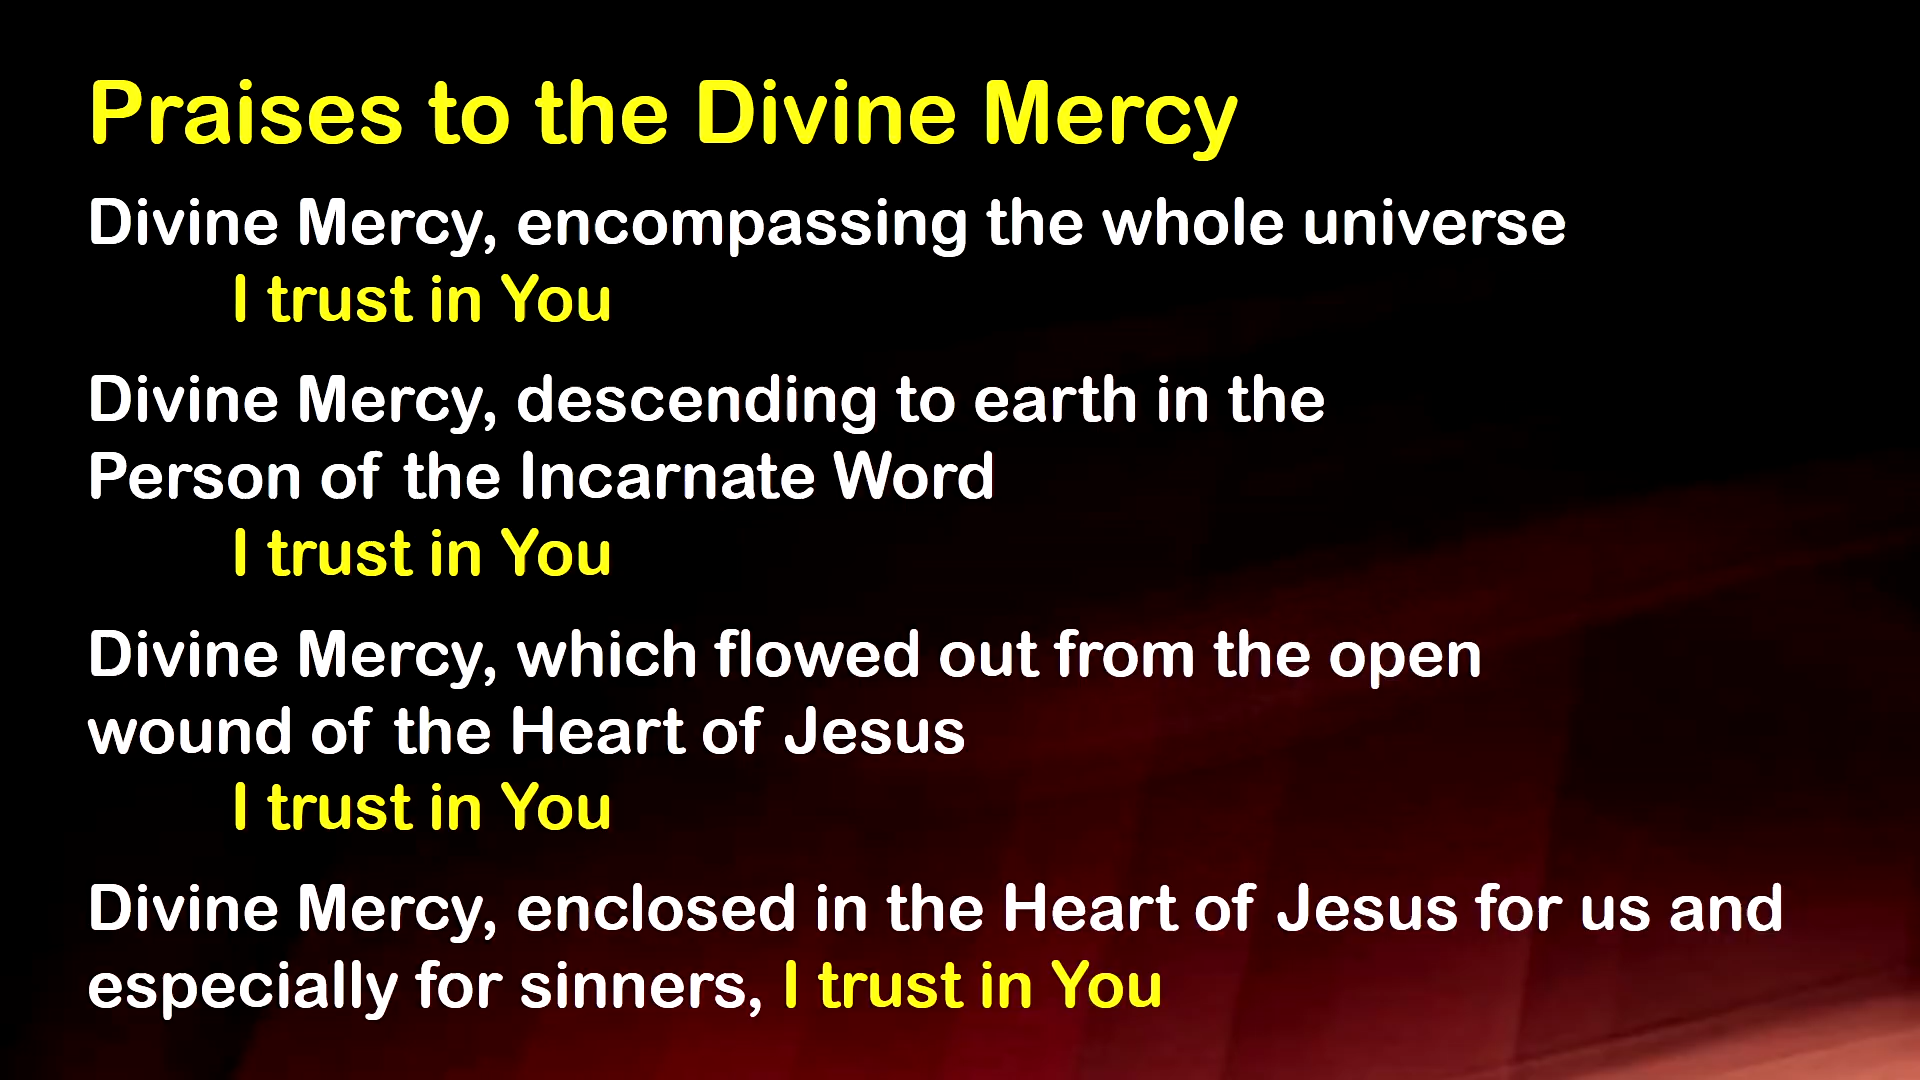 Praises to the Divine Mercy
Divine Mercy, encompassing the whole universe
I trust in You
Divine Mercy, descending to earth in the
Person of the Incarnate Word
I trust in You
Divine Mercy, which flowed out from the open
wound of the Heart of Jesus
I trust in You
Divine Mercy, enclosed in the Heart of Jesus for us and
especially for sinners, I trust in You